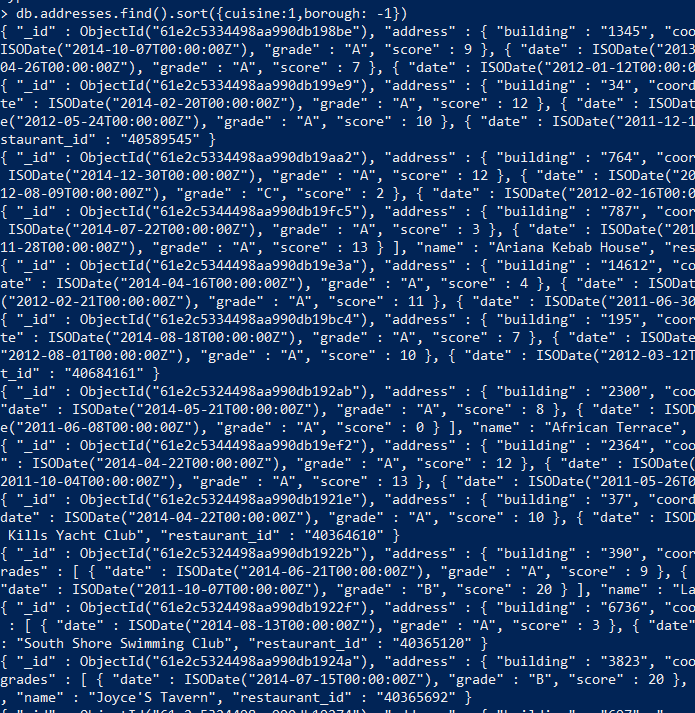 > db.addresses.find().sort({cuisine:1,borough: -1})
{ "_id" : ObjectId("61e2c5334498aa990db198be"), "address" : { "building" : "1345", "coo
ISODate("2014-10-07T00:00:00Z"), "grade" : "A", "score" : 9 }, { "date" : ISODate("2013
04-26T00:00:00Z"), "grade" : "A", "score" : 7 }, { "date" : ISODate("2012-01-12T00:00:0
{ "_id" : ObjectId("61e2c5334498aa990db199e9"), "address" : { "building" : "34", "coord
te" : ISODate("2014-02-20T00:00:00Z"), "grade" : "A", "score" : 12 }, { "date" : ISODat
e("2012-05-24T00:00:00Z"), "grade" : "A", "score" : 10 }, { "date" : ISODate("2011-12-1
staurant_id" : "40589545" }
{ "_id" : ObjectId("61e2c5334498aa990db19aa2"), "address" : { "building" : "764", "coor
ISODate("2014-12-30T00:00:00Z"), "grade" : "A", "score" : 12 }, { "date" : ISODate("20
12-08-09T00:00:00Z"), "grade" : "C", "score" : 2 }, { "date" : ISODate("2012-02-16T00:0
{ "_id" : ObjectId("61e2c5344498aa990db19fc5"), "address" : { "building" : "787", "coor
ISODate("2014-07-22T00:00:00Z"), "grade" : "A", "score" : 3 }, { "date" : ISODate("201
11-28T00:00:00Z"), "grade" : "A", "score" : 13 } ], "name" : "Ariana Kebab House", "res
{ "_id" : ObjectId("61e2c5344498aa990db19e3a"), "address" : { "building" : "14612", "co
ate" : ISODate("2014-04-16T00:00:00Z"), "grade" : "A", "score" : 4 }, { "date" : ISODat
("2012-02-21T00:00:00Z"), "grade" : "A", "score" : 11 }, { "date" : ISODate("2011-06-30
{ "_id" : ObjectId("61e2c5334498aa990db19bc4"), "address" : { "building" : "195", "coor
te" : ISODate("2014-08-18T00:00:00Z"), "grade" : "A", "score" : 7 }, { "date" : ISODate
"2012-08-01T00:00:00Z"), "grade" : "A", "score" : 10 }, { "date" : ISODate("2012-03-12T
t_id" : "40684161" }
{ "_id" : ObjectId("61e2c5324498aa990db192ab"), "address" : { "building" : "2300", "coo
"date" : ISODate("2014-05-21T00:00:00Z"), "grade" : "A", "score" : 8 }, { "date" : ISOD
e("2011-06-08T00:00:00Z"), "grade" : "A", "score" : 0 } ], "name" : "African Terrace",
{ "_id" : ObjectId("61e2c5344498aa990db19ef2"), "address" : { "building" : "2364", "coo
" : ISODate("2014-04-22T00:00:00Z"), "grade" : "A", "score" : 12 }, { "date" : ISODate(
2011-10-04T00:00:00Z"), "grade" : "A", "score" : 13 }, { "date" : ISODate("2011-05-26T0
{ "_id" : ObjectId("61e2c5324498aa990db1921e"), "address" : { "building" : "37", "coord
date" : ISODate("2014-04-22T00:00:00Z"), "grade" : "A", "score" : 10 }, { "date" : ISOD
Kills Yacht Club", "restaurant_id" : "40364610" }
{ "_id" : ObjectId("61e2c5324498aa990db1922b"), "address" : { "building" : "390", "coor
rades" : [ { "date" : ISODate("2014-06-21T00:00:00Z"), "grade" : "A", "score" : 9 }, {
"date" : ISODate("2011-10-07T00:00:00Z"), "grade" : "B", "score" : 20 } ], "name" : "La
{ "_id" : ObjectId("61e2c5324498aa990db1922f"), "address" : { "building" : "6736", "coo
: [ { "date" : ISODate("2014-08-13T00:00:00Z"), "grade" : "A", "score" : 3 }, { "date"
: "South Shore Swimming Club", "restaurant_id" : "40365120" }
{ "_id" : ObjectId("61e2c5324498aa990db1924a"), "address" : { "building" : "3823", "coo
grades" : [ { "date" : ISODate("2014-07-15T00:00:00Z"), "grade" : "B", "score" : 20 },
, "name" : "Joyce'S Tavern", "restaurant_id" : "40365692" }